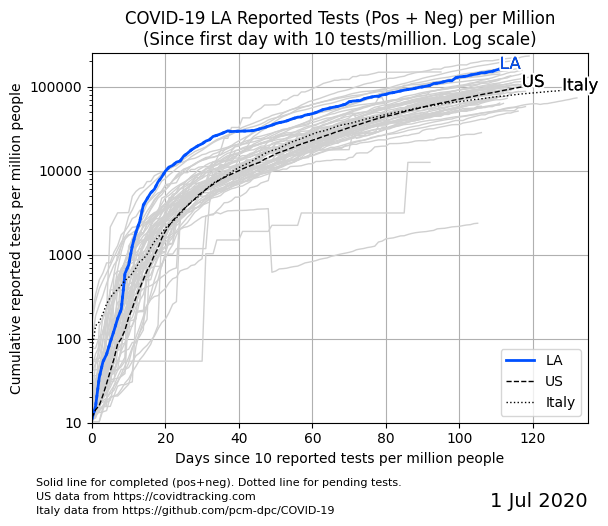 COVID-19 LA Reported Tests (Pos + Neg) per Million
(Since first day with 10 tests/million. Log scale)
Cumulative reported tests per million people
100000
10000
1000
100
10
LA
US
Italy
LA
US
Italy
0 20 40 60 80 100 120
Days since 10 reported tests per million people
Solid line for completed (pos+neg). Dotted line for pending tests.
US data from https://covidtracking.com
Italy data from https://github.com/pcm-dpc/COVID-19
1 Jul 2020